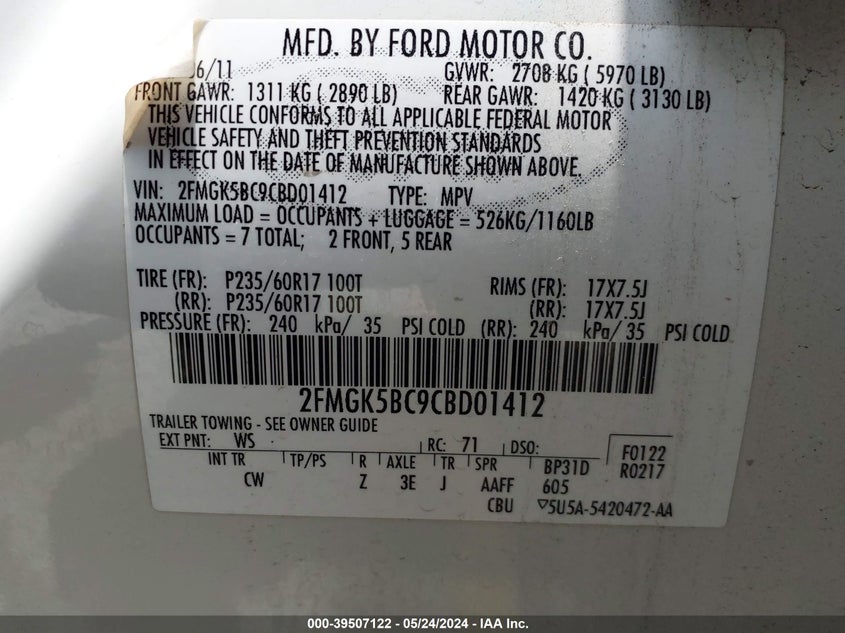 MFD. BY FORD MOTOR CO.
6/11 GVWR: 2708 KG ( 5970 LB)
FRONT GAWR: 1311 KG ( 2890 LB) REAR GAWR: 1420 KG ( 3130 LB)
THIS VEHICLE CONFORMS TO ALL APPLICABLE FEDERAL MOTOR
VEHICLE SAFETY AND THEFT PREVENTION STANDARDS
IN EFFECT ON THE DATE OF MANUFACTURE SHOWN ABOVE.
VIN: 2FMGK5BC9CBD01412 TYPE: MPV
MAXIMUM LOAD = OCCUPANTS + LUGGAGE = 526KG/1160LB
OCCUPANTS = 7 TOTAL; 2 FRONT, 5 REAR
TIRE (FR): P235/60R17 100T RIMS (FR): 17X7.5J
(RR): P235/60R17 100T (RR): 17X7.5J
PRESSURE (FR): 240 kPa/ 35 PSI COLD (RR): 240 kPa/ 35 PSI COLD
2FMGK5BC9CBD01412
TRAILER TOWING - SEE OWNER GUIDE
EXT PNT: WS RC: 71 DSO: F0122
INT TR TP/PS R AXLE TR SPR BP31D R0217
CW Z 3E J AAFF 605
CBU ▽5U5A-5420472-AA
000-39507122 - 05/24/2024 - IAA Inc.